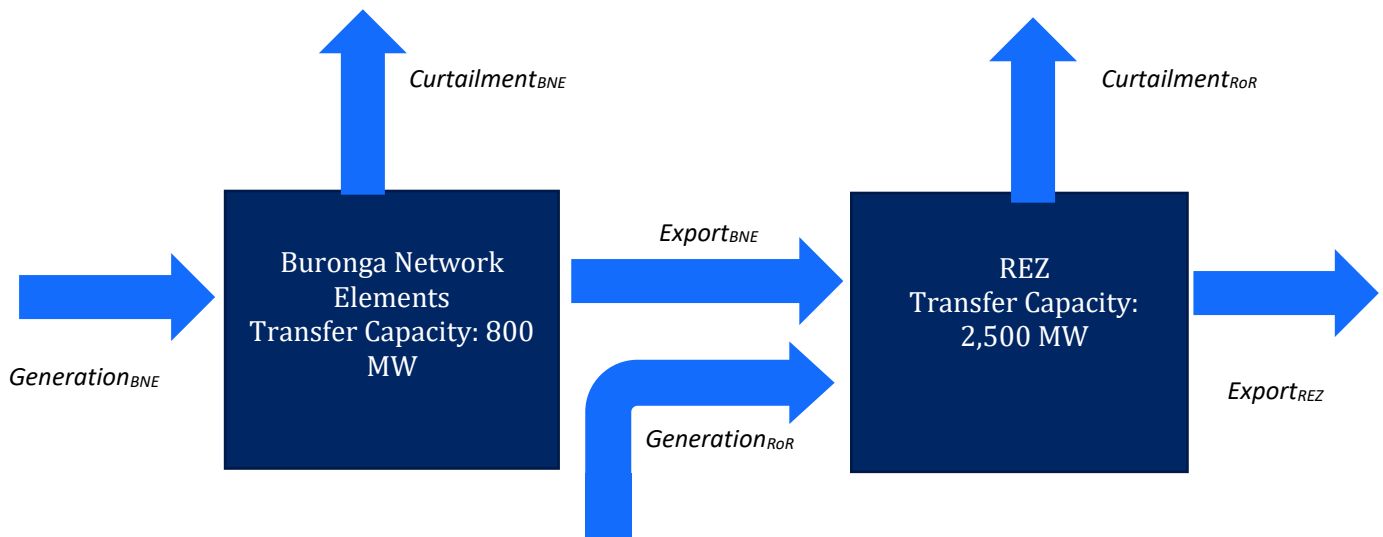 CurtailmentBNE
CurtailmentRoR
Buronga Network
Elements
Transfer Capacity: 800
MW
ExportBNE
REZ
Transfer Capacity:
2,500 MW
GenerationBNE
GenerationRoR
ExportREZ